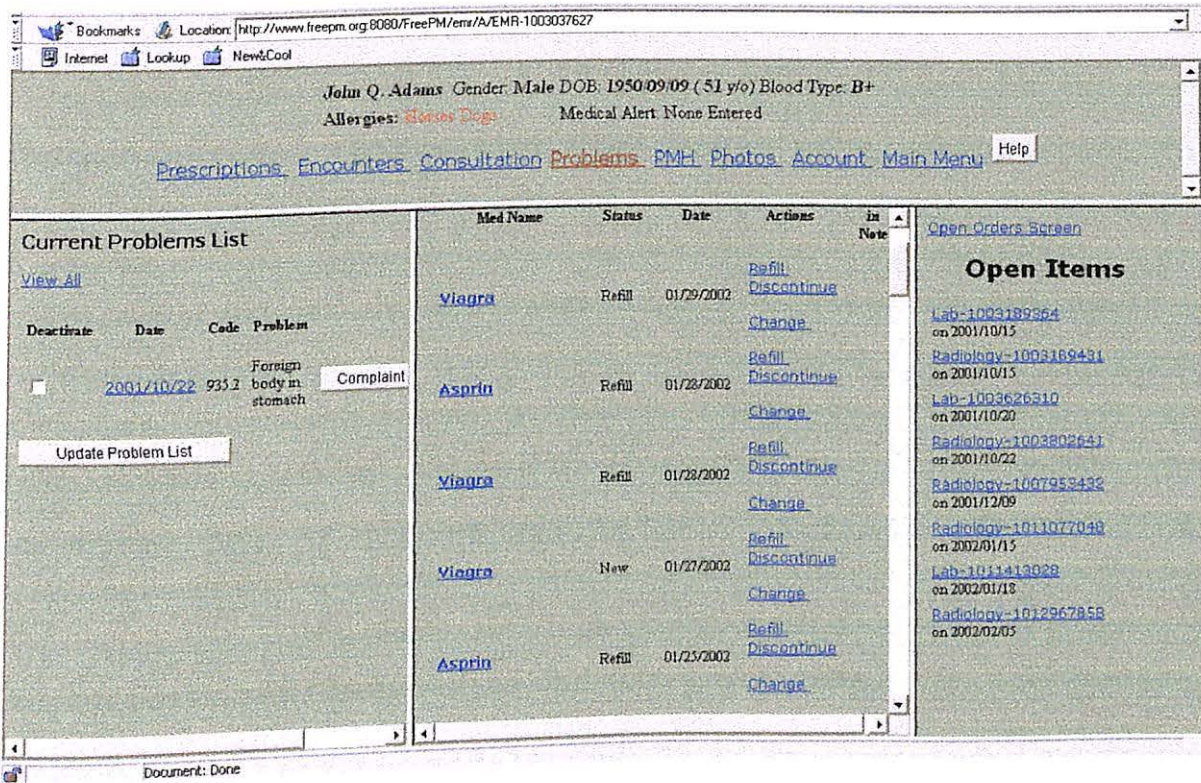 Bookmarks Location: http://www.freepm.org:8080/FreePM/emr/A/EMR-1003037627
Internet Lookup New&Cool
John Q. Adams Gender: Male DOB: 1950/09/09 ( 51 y/o) Blood Type: B+
Allergies: Horses Dogs Medical Alert: None Entered
Prescriptions Encounters Consultation Problems PMH Photos Account Main Menu Help
Current Problems List
View All
Deactivate Date Code Problem
2001/10/22 935.2 Foreign body in stomach Complaint
Update Problem List
Med Name Status Date Actions in Note
Viagra Refill 01/29/2002 Refill Discontinue
Change
Asprin Refill 01/28/2002 Refill Discontinue
Change
Viagra Refill 01/28/2002 Refill Discontinue
Change
Viagra New 01/27/2002 Refill Discontinue
Change
Asprin Refill 01/25/2002 Refill Discontinue
Change
Open Orders Screen
Open Items
Lab-1003189364
on 2001/10/15
Radiology-1003189431
on 2001/10/15
Lab-1003626310
on 2001/10/20
Radiology-1003802641
on 2001/10/22
Radiology-1007953432
on 2001/12/09
Radiology-1011077048
on 2002/01/15
Lab-1011413028
on 2002/01/18
Radiology-1012967858
on 2002/02/05
Document: Done